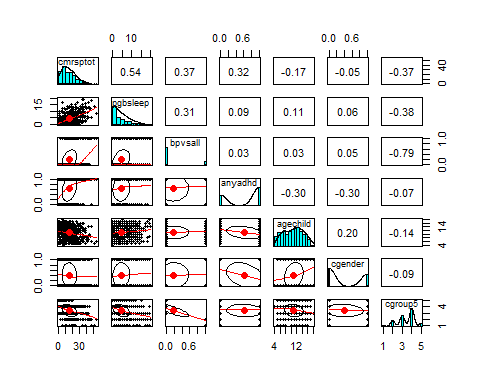 0 10
0.0 0.6
0.0 0.6
cmrsptot 0.54 0.37 0.32 -0.17 -0.05 -0.37 0 40
0 15 pgbsleep 0.31 0.09 0.11 0.06 -0.38
bpvsall 0.03 0.03 0.05 -0.79 0.0 1.0
0.0 1.0 anyadhd -0.30 -0.30 -0.07
agechild 0.20 -0.14 4 14
0.0 1.0 cgender -0.09
cgroup5 1 4
0 30
0.0 0.6
4 12
1 3 5